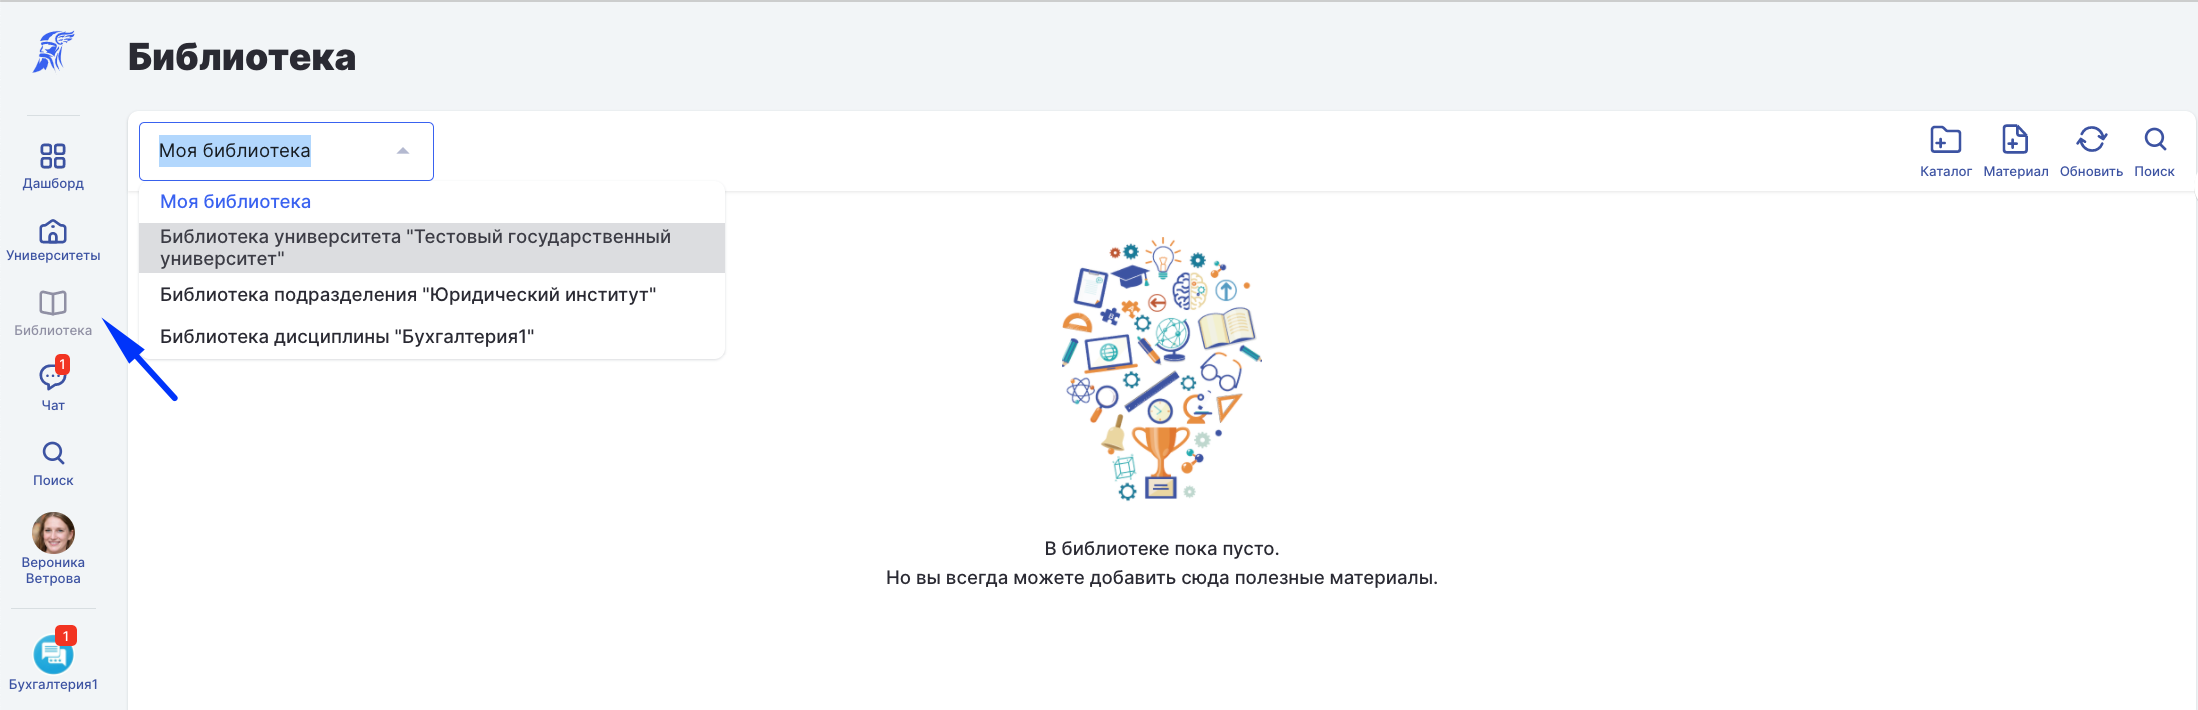 Библиотека
Моя библиотека
Каталог
Материал
Обновить
Поиск
Моя библиотека
Библиотека университета "Тестовый государственный
университет"
Библиотека подразделения "Юридический институт"
Библиотека дисциплины "Бухгалтерия1"
Дашборд
Университеты
Библиотека
1
Чат
Поиск
Вероника
Ветрова
1
Бухгалтерия1
В библиотеке пока пусто.
Но вы всегда можете добавить сюда полезные материалы.